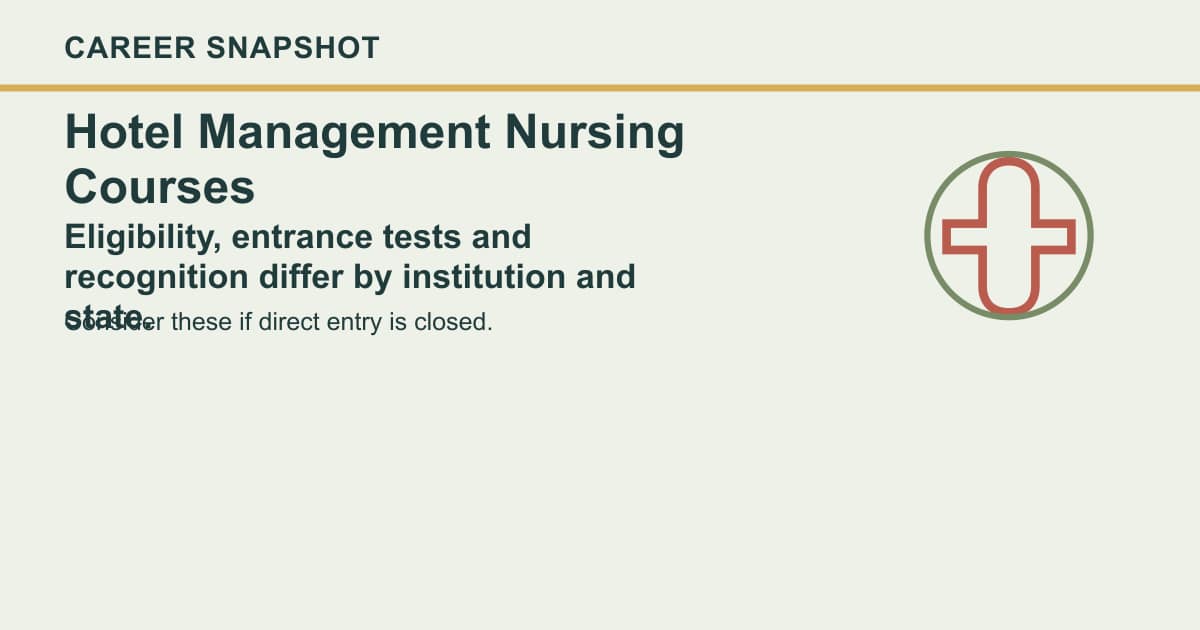 CAREER SNAPSHOT
Hotel Management Nursing
Courses
Eligibility, entrance tests and
recognition differ by institution and
state.
Consider these if direct entry is closed.